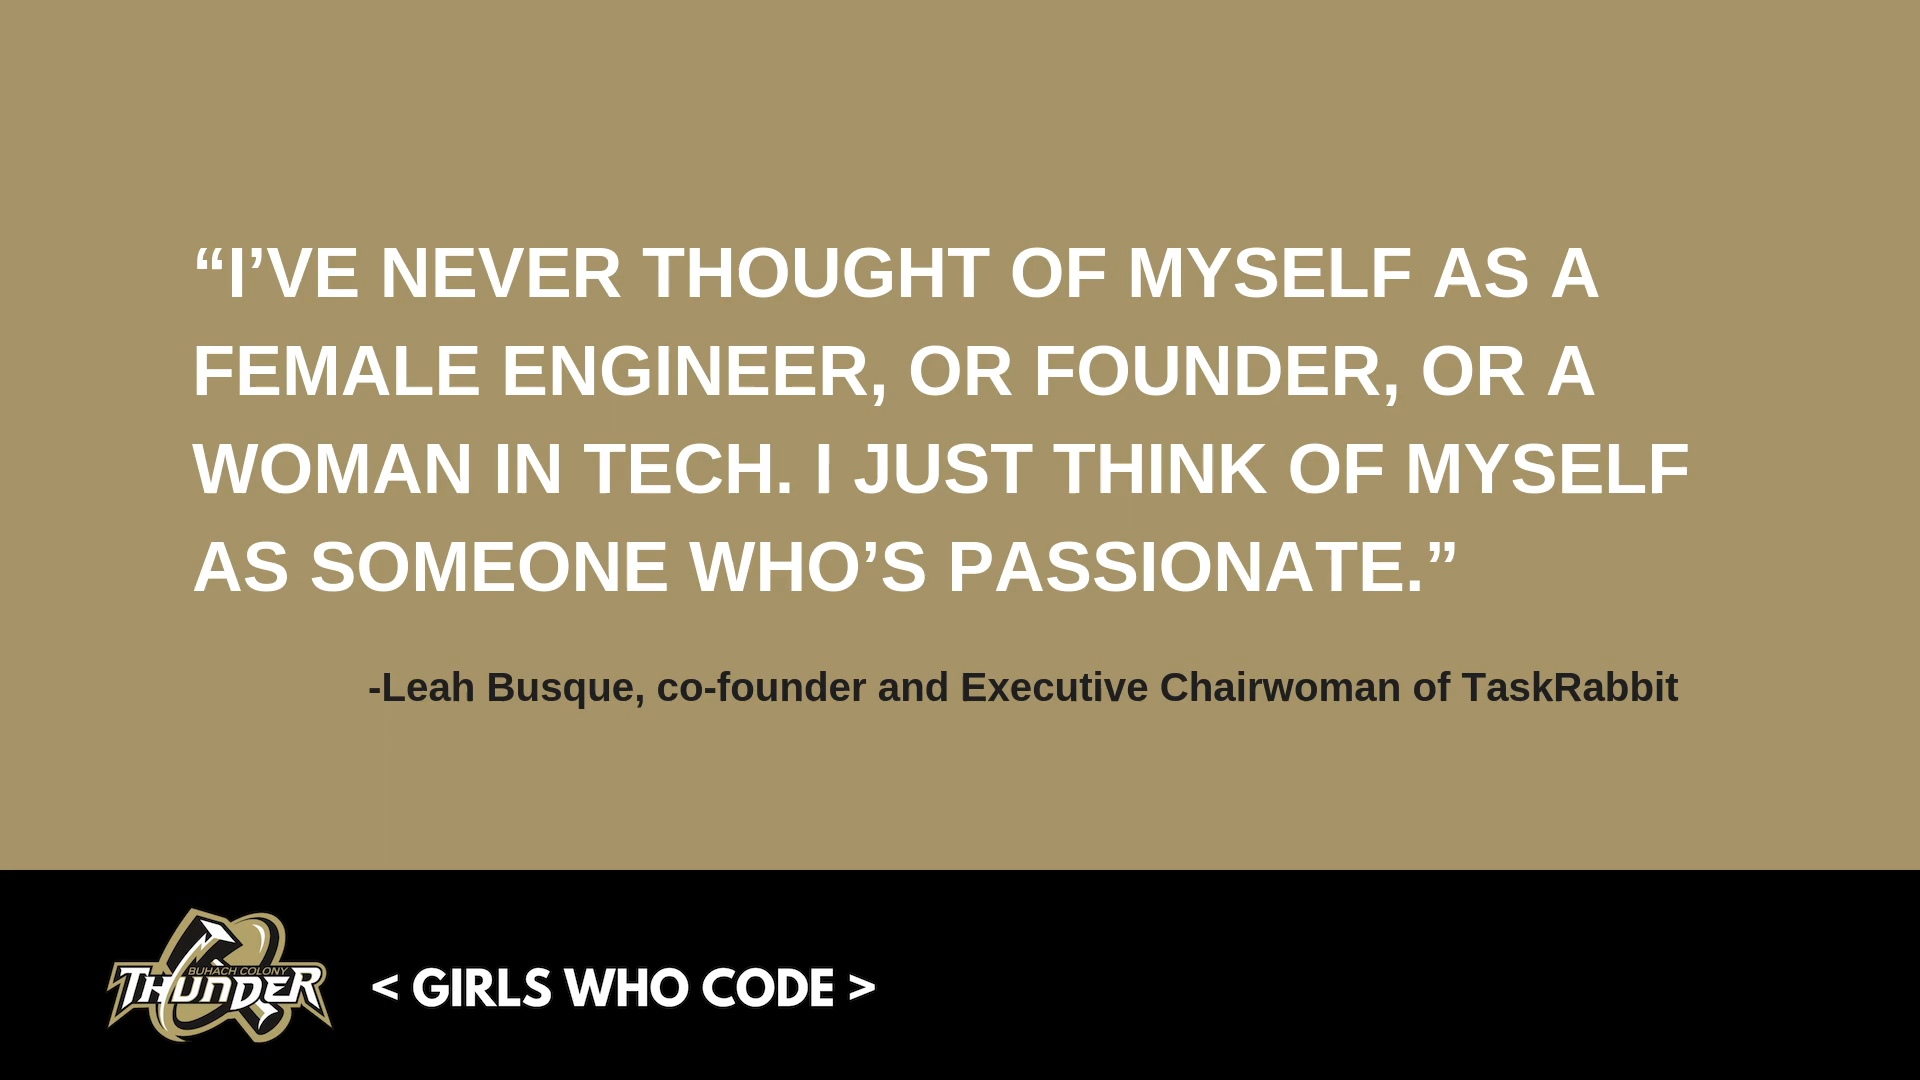 “I’VE NEVER THOUGHT OF MYSELF AS A
FEMALE ENGINEER, OR FOUNDER, OR A
WOMAN IN TECH. I JUST THINK OF MYSELF
AS SOMEONE WHO’S PASSIONATE.”
-Leah Busque, co-founder and Executive Chairwoman of TaskRabbit
BUHACH COLONY
THUNDER
< GIRLS WHO CODE >